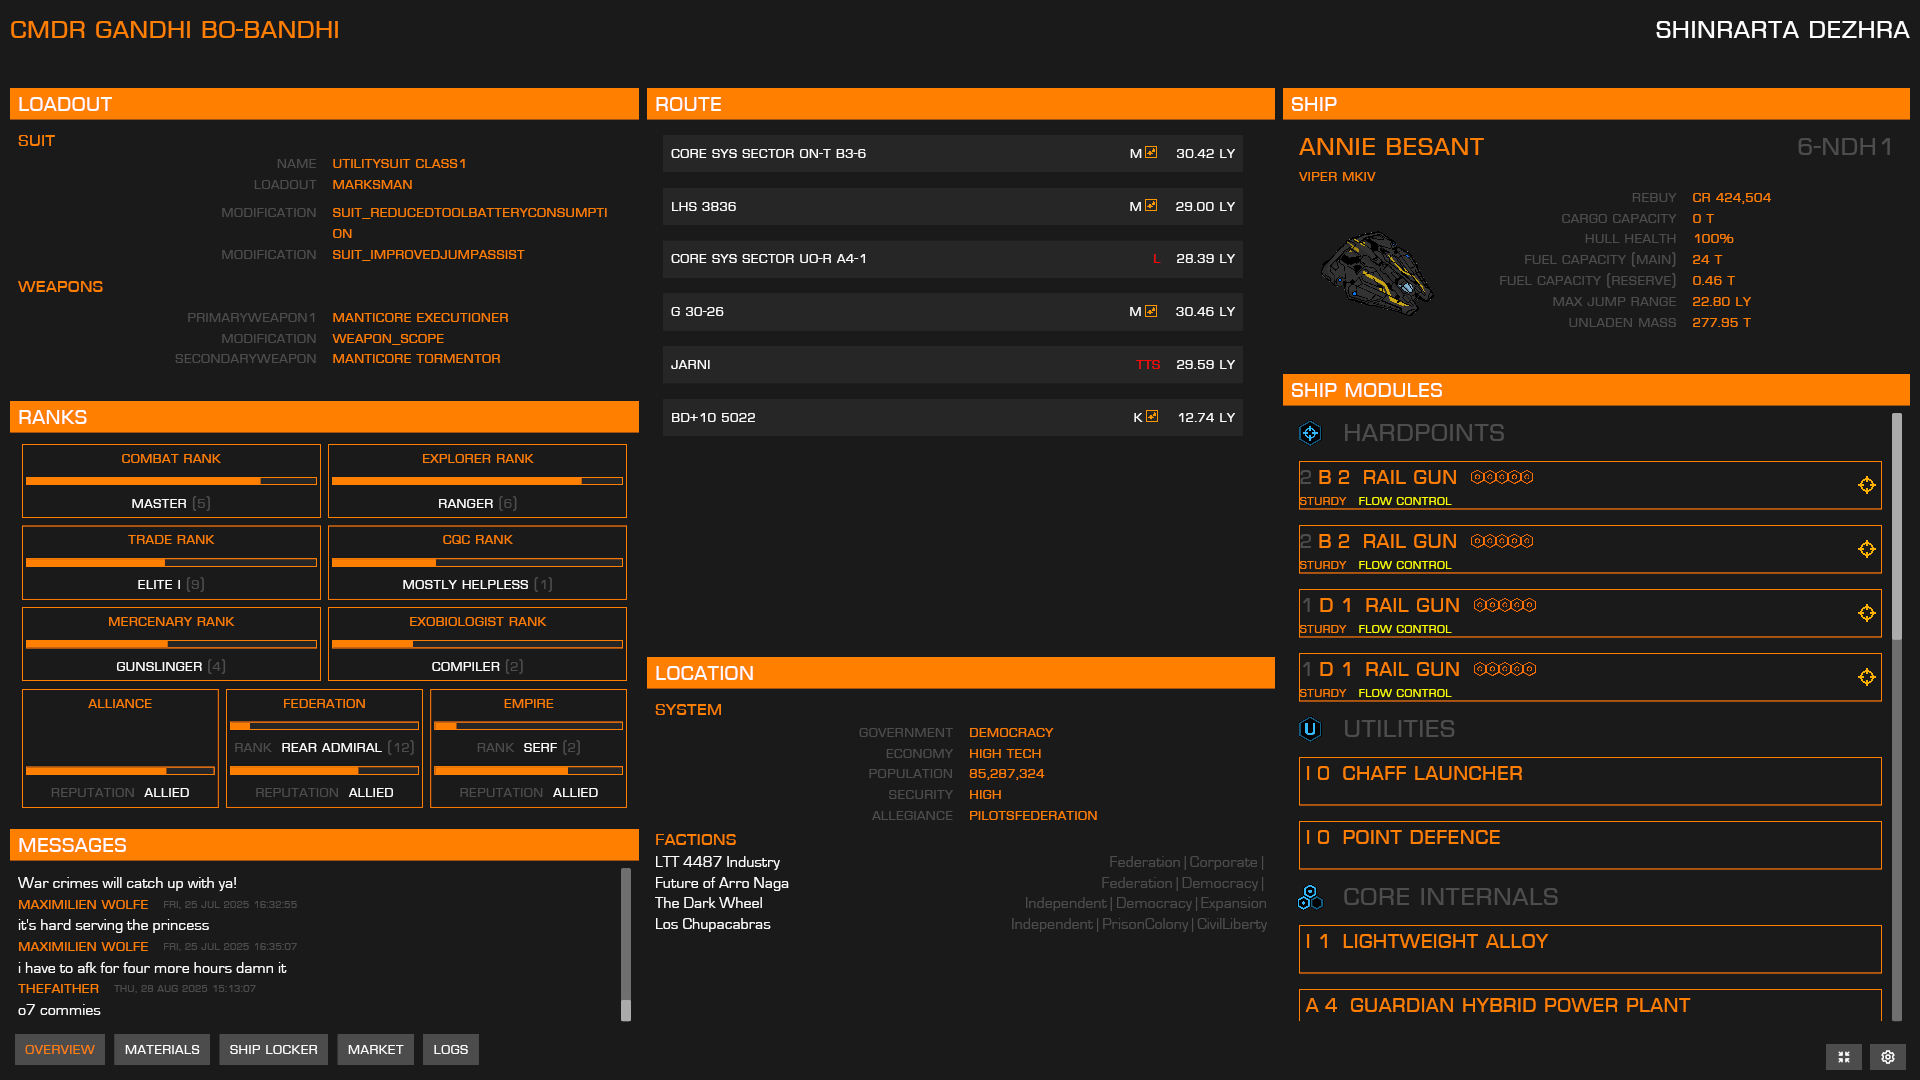 CMDR GANDHI BO-BANDHI
SHINRARTA DEZHRA
LOADOUT
SUIT
NAME UTILITYSUIT CLASS1
LOADOUT MARKSMAN
MODIFICATION SUIT_REDUCEDTOOLBATTERYCONSUMPTI
ON
MODIFICATION SUIT_IMPROVEDJUMPASSIST
WEAPONS
PRIMARYWEAPON1 MANTICORE EXECUTIONER
MODIFICATION WEAPON_SCOPE
SECONDARYWEAPON MANTICORE TORMENTOR
RANKS
COMBAT RANK
MASTER (5)
EXPLORER RANK
RANGER (6)
TRADE RANK
ELITE I (9)
CQC RANK
MOSTLY HELPLESS (1)
MERCENARY RANK
GUNSLINGER (4)
EXOBIOLOGIST RANK
COMPILER (2)
ALLIANCE
REPUTATION ALLIED
FEDERATION
RANK REAR ADMIRAL (12)
REPUTATION ALLIED
EMPIRE
RANK SERF (2)
REPUTATION ALLIED
MESSAGES
War crimes will catch up with ya!
MAXIMILIEN WOLFE FRI, 25 JUL 2025 16:32:55
it's hard serving the princess
MAXIMILIEN WOLFE FRI, 25 JUL 2025 16:35:07
i have to afk for four more hours damn it
THEFAITHER THU, 28 AUG 2025 15:13:07
o7 commies
ROUTE
CORE SYS SECTOR ON-T B3-6 M 30.42 LY
LHS 3836 M 29.00 LY
CORE SYS SECTOR UO-R A4-1 L 28.39 LY
G 30-26 M 30.46 LY
JARNI TTS 29.59 LY
BD+10 5022 K 12.74 LY
LOCATION
SYSTEM
GOVERNMENT DEMOCRACY
ECONOMY HIGH TECH
POPULATION 85,287,324
SECURITY HIGH
ALLEGIANCE PILOTSFEDERATION
FACTIONS
LTT 4487 Industry Federation | Corporate |
Future of Arro Naga Federation | Democracy |
The Dark Wheel Independent | Democracy | Expansion
Los Chupacabras Independent | PrisonColony | CivilLiberty
SHIP
ANNIE BESANT 6-NDH1
VIPER MKIV
REBUY CR 424,504
CARGO CAPACITY 0 T
HULL HEALTH 100%
FUEL CAPACITY (MAIN) 24 T
FUEL CAPACITY (RESERVE) 0.46 T
MAX JUMP RANGE 22.80 LY
UNLADEN MASS 277.95 T
SHIP MODULES
HARDPOINTS
2 B 2 RAIL GUN
STURDY FLOW CONTROL
2 B 2 RAIL GUN
STURDY FLOW CONTROL
1 D 1 RAIL GUN
STURDY FLOW CONTROL
1 D 1 RAIL GUN
STURDY FLOW CONTROL
U UTILITIES
I 0 CHAFF LAUNCHER
I 0 POINT DEFENCE
CORE INTERNALS
I 1 LIGHTWEIGHT ALLOY
A 4 GUARDIAN HYBRID POWER PLANT
OVERVIEW MATERIALS SHIP LOCKER MARKET LOGS